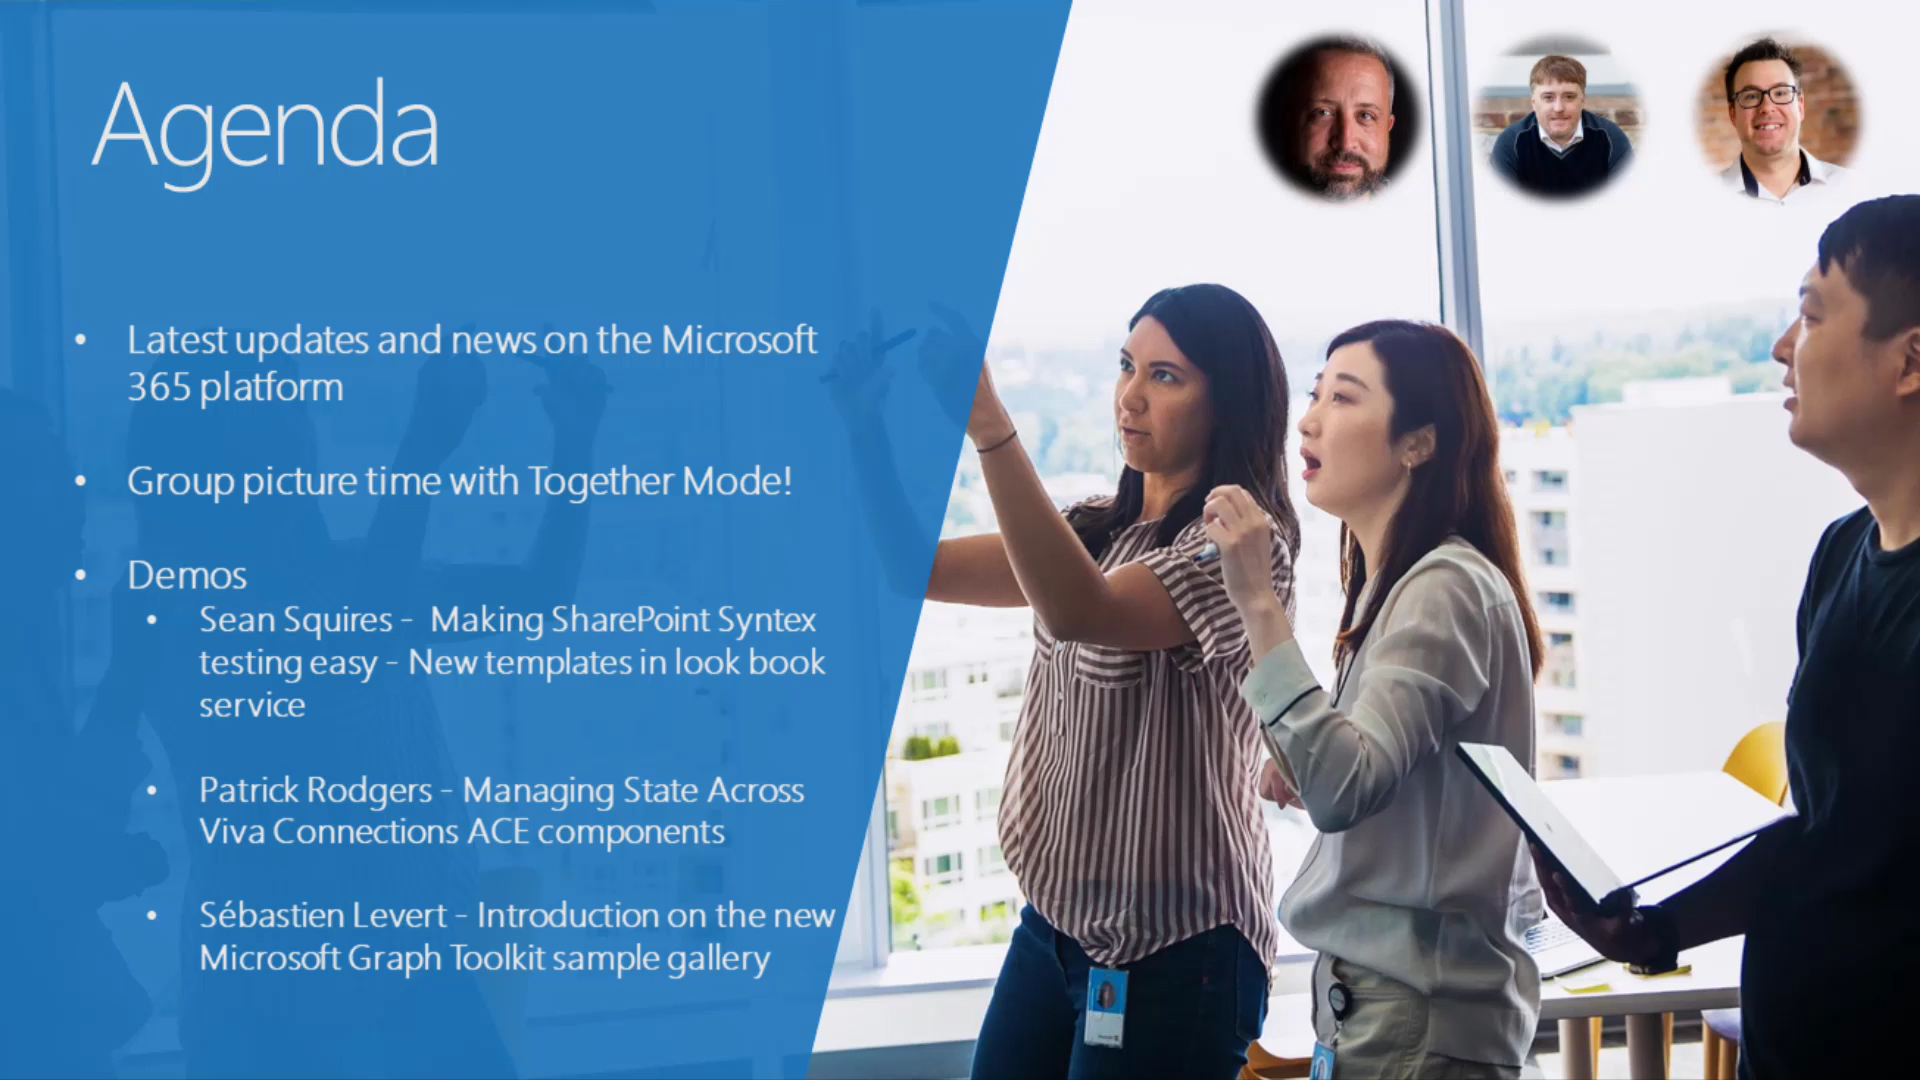 Agenda
• Latest updates and news on the Microsoft
365 platform
• Group picture time with Together Mode!
• Demos
• Sean Squires - Making SharePoint Syntex
testing easy - New templates in look book
service
• Patrick Rodgers - Managing State Across
Viva Connections ACE components
• Sébastien Levert - Introduction on the new
Microsoft Graph Toolkit sample gallery